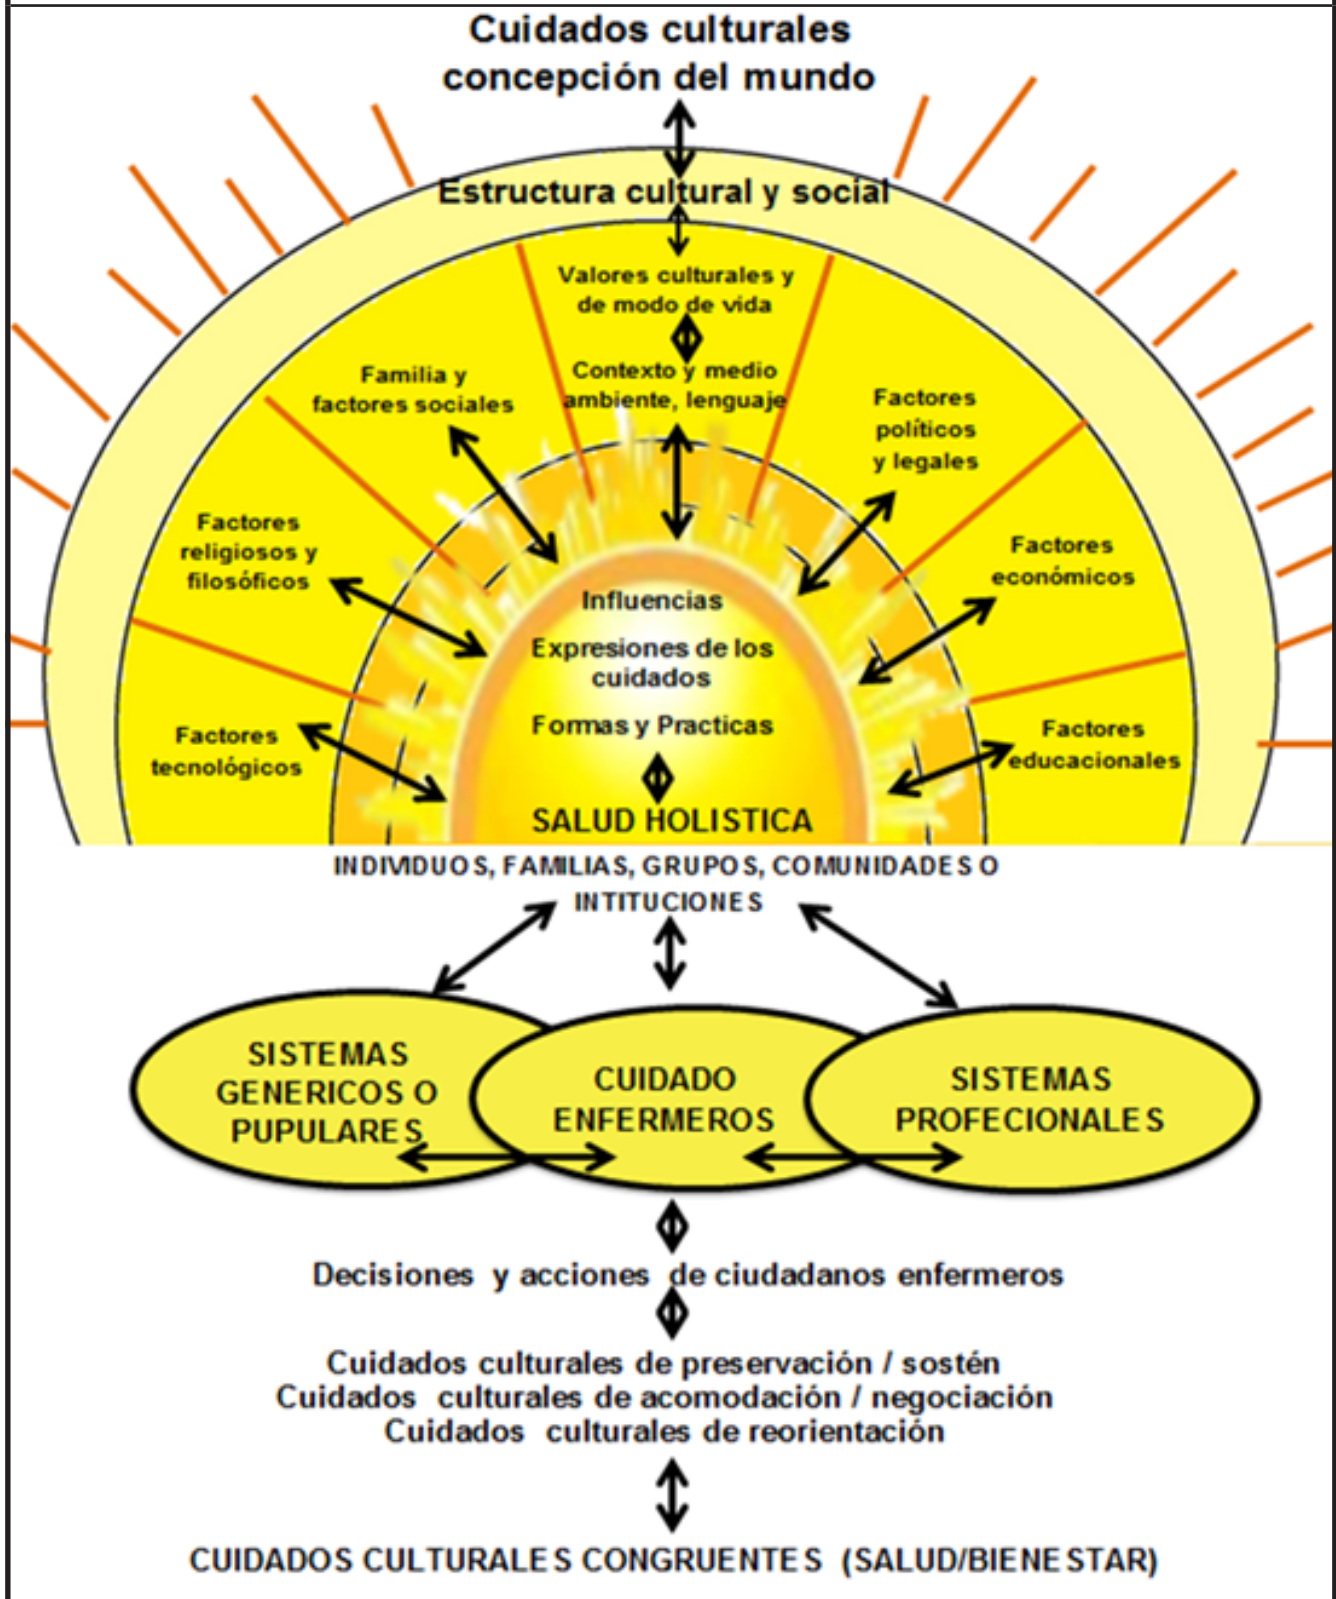 Cuidados culturales
concepción del mundo
Estructura cultural y social
Valores culturales y
de modo de vida
Contexto y medio
ambiente, lenguaje
Familia y
factores sociales
Factores
políticos
y legales
Factores
religiosos y
filosóficos
Factores
económicos
Factores
tecnológicos
Factores
educacionales
Influencias
Expresiones de los
cuidados
Formas y Practicas
SALUD HOLISTICA
INDIVIDUOS, FAMILIAS, GRUPOS, COMUNIDADES O
INTITUCIONES
SISTEMAS
GENERICOS O
PUPULARES
CUIDADO
ENFERMEROS
SISTEMAS
PROFECIONALES
Decisiones y acciones de ciudadanos enfermeros
Cuidados culturales de preservación / sostén
Cuidados culturales de acomodación / negociación
Cuidados culturales de reorientación
CUIDADOS CULTURALES CONGRUENTES (SALUD/BIENESTAR)